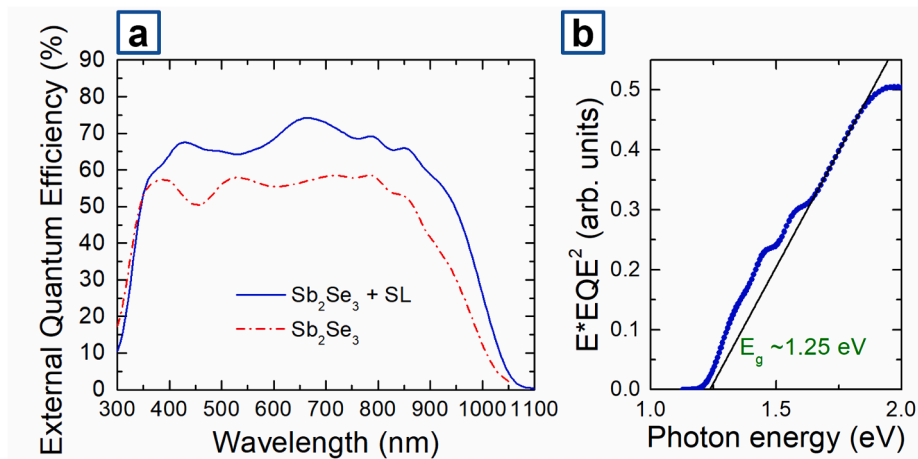 a
External Quantum Efficiency (%)
90
80
70
60
50
40
30
20
10
0
Sb₂Se₃ + SL
Sb₂Se₃
300 400 500 600 700 800 900 1000 1100
Wavelength (nm)
b
E*EQE² (arb. units)
0.5
0.4
0.3
0.2
0.1
0.0
E_g ~1.25 eV
1.0 1.5 2.0
Photon energy (eV)